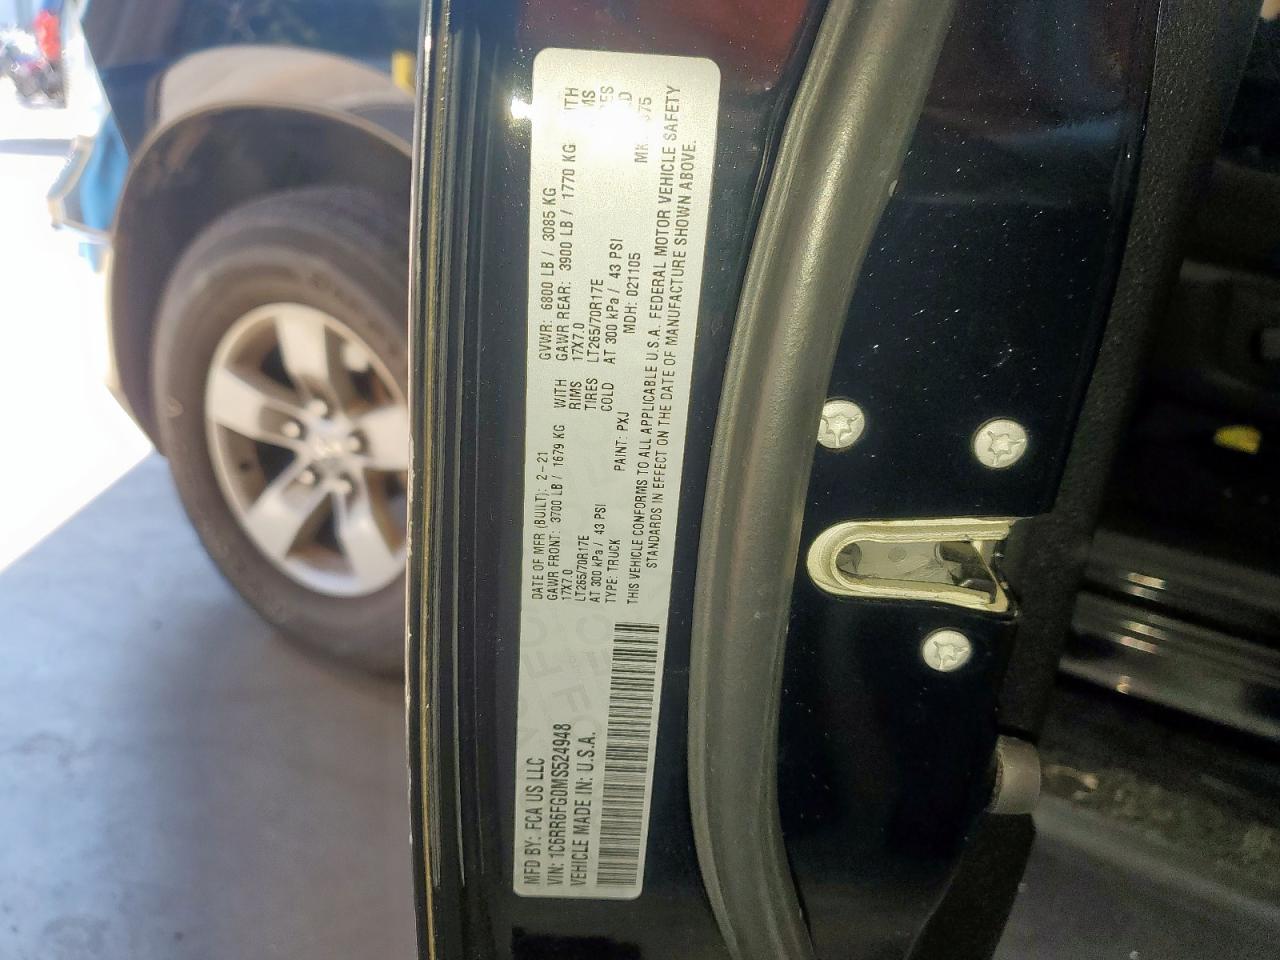 MFD BY: FCA US LLC
VIN: 1C6RR6FG0MS524948
VEHICLE MADE IN: U.S.A.
DATE OF MFR (BUILT): 2-21
GAWR FRONT: 3700 LB / 1679 KG WITH
17X7.0 RIMS
LT265/70R17E TIRES
AT 300 kPa / 43 PSI COLD
TYPE: TRUCK PAINT: PXJ
GVWR: 6800 LB / 3085 KG
GAWR REAR: 3900 LB / 1770 KG
17X7.0
LT265/70R17E
AT 300 kPa / 43 PSI
MDH: 021105
THIS VEHICLE CONFORMS TO ALL APPLICABLE U.S.A. FEDERAL MOTOR VEHICLE SAFETY
STANDARDS IN EFFECT ON THE DATE OF MANUFACTURE SHOWN ABOVE.